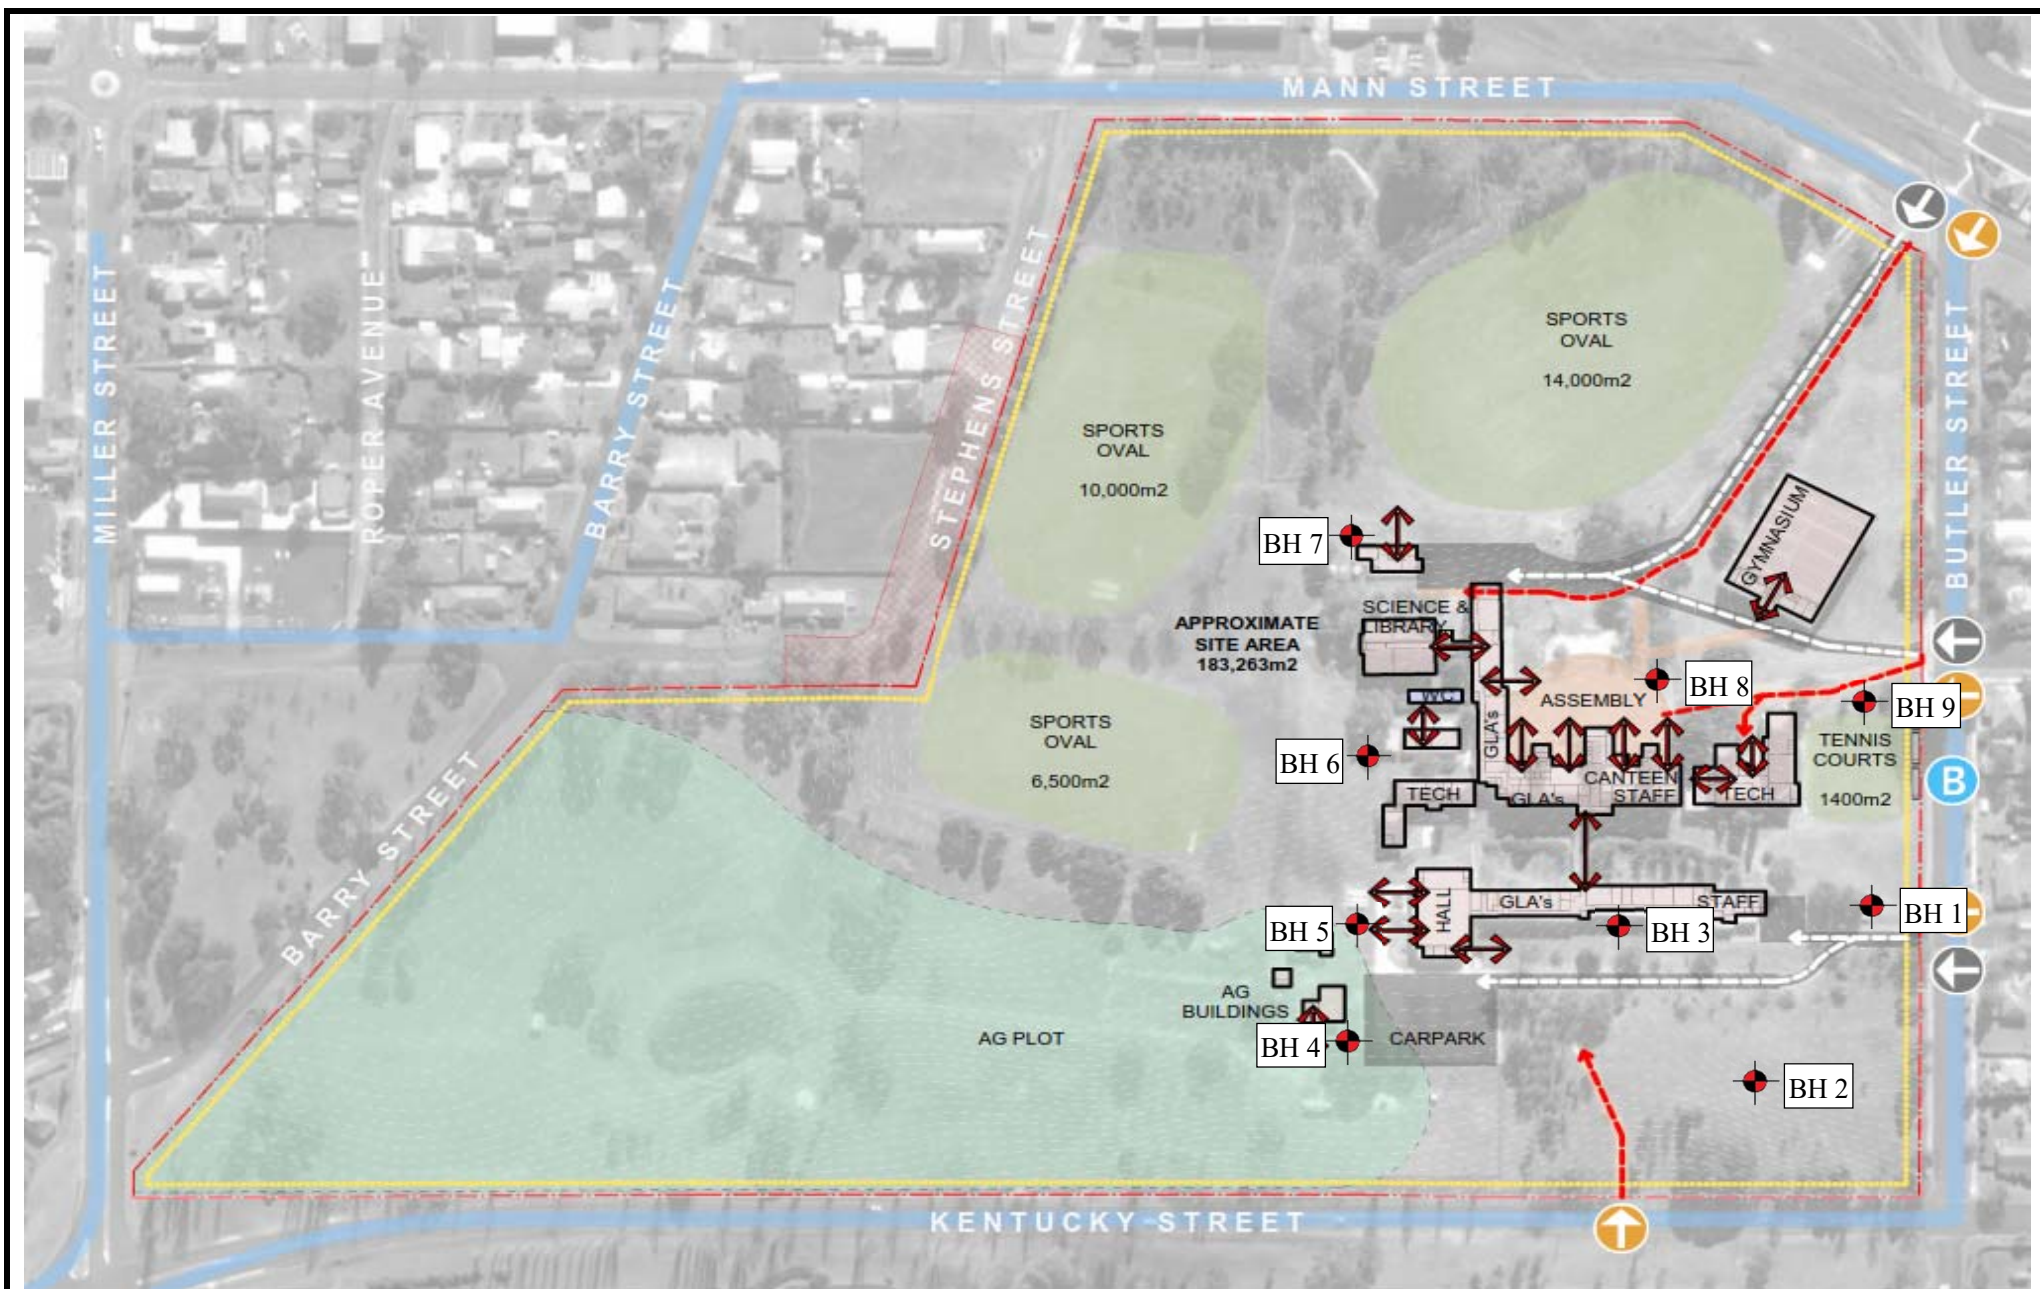 MANN STREET
MILLER STREET
ROPER AVENUE
BARRY STREET
STEPHENS STREET
BUTLER STREET
SPORTS
OVAL
14,000m2
SPORTS
OVAL
10,000m2
GYMNASIUM
BH 7
SCIENCE &
LIBRARY
APPROXIMATE
SITE AREA
183,263m2
WC
GLA's
ASSEMBLY
BH 8
BH 9
SPORTS
OVAL
6,500m2
BH 6
TENNIS
COURTS
1400m2
B
CANTEEN
TECH
GLA's
STAFF
TECH
BARRY STREET
HALL
GLA's
STAFF
BH 1
BH 5
BH 3
AG
BUILDINGS
AG PLOT
BH 4
CARPARK
BH 2
KENTUCKY STREET